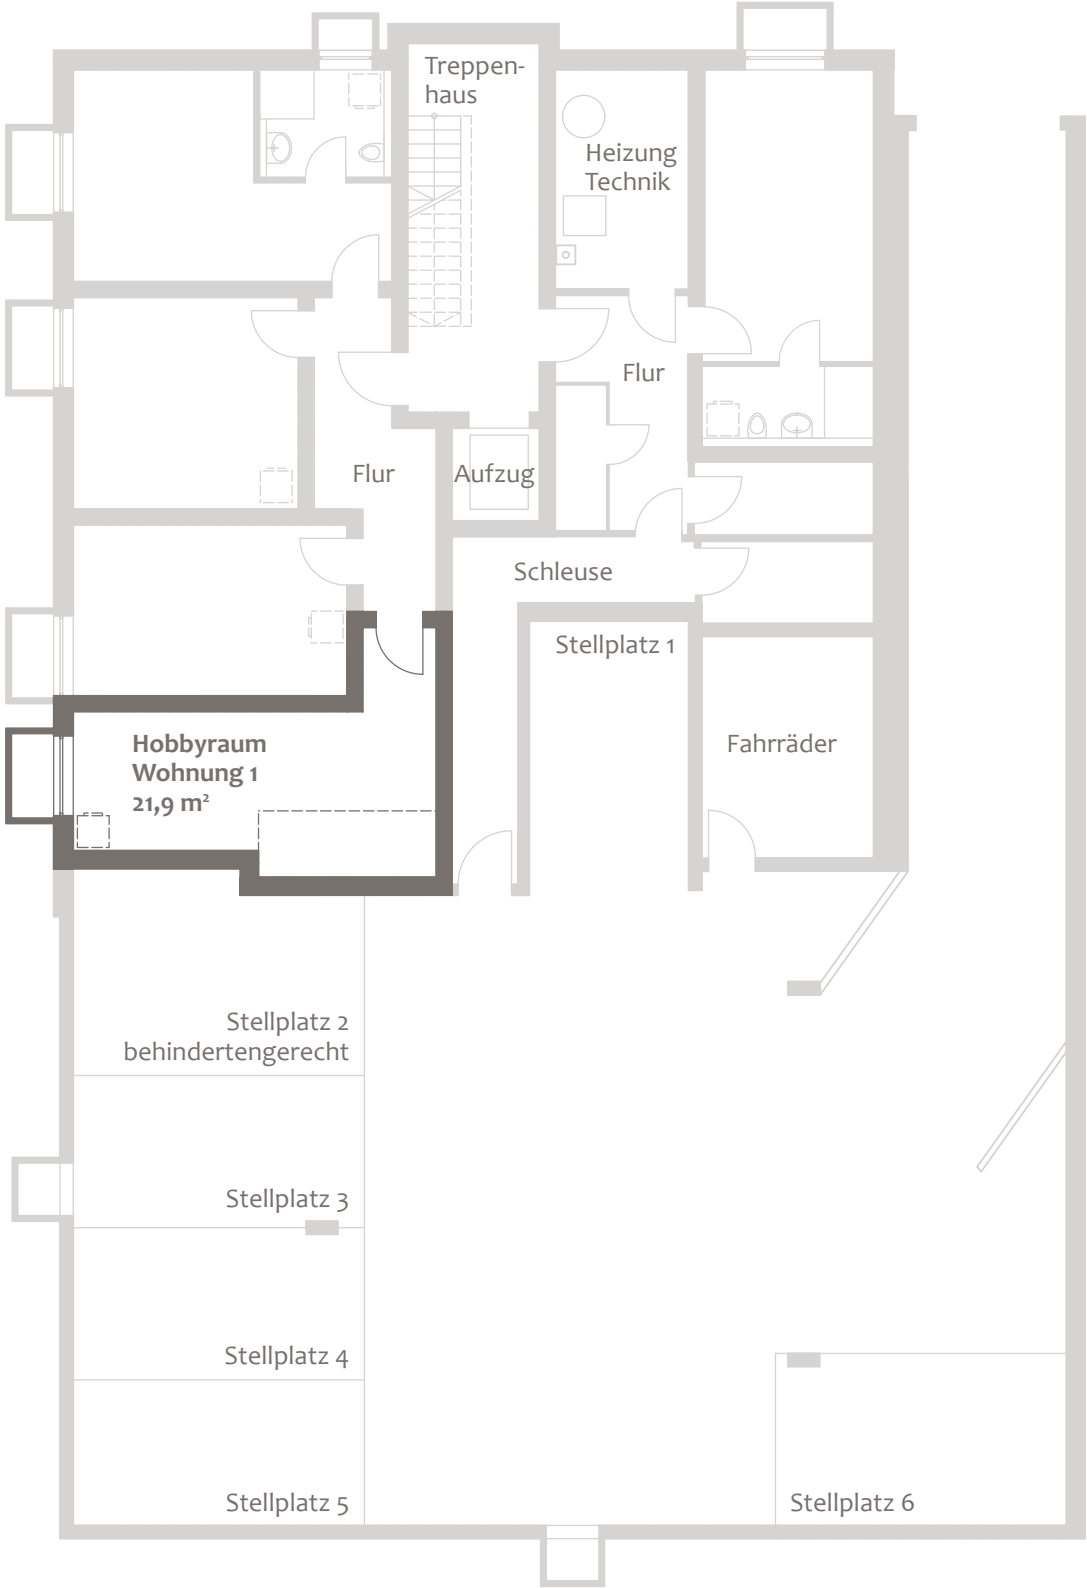 Treppen-
haus
Heizung
Technik
Flur
Flur
Aufzug
Schleuse
Stellplatz 1
Hobbyraum
Wohnung 1
21,9 m²
Fahrräder
Stellplatz 2
behindertengerecht
Stellplatz 3
Stellplatz 4
Stellplatz 5
Stellplatz 6